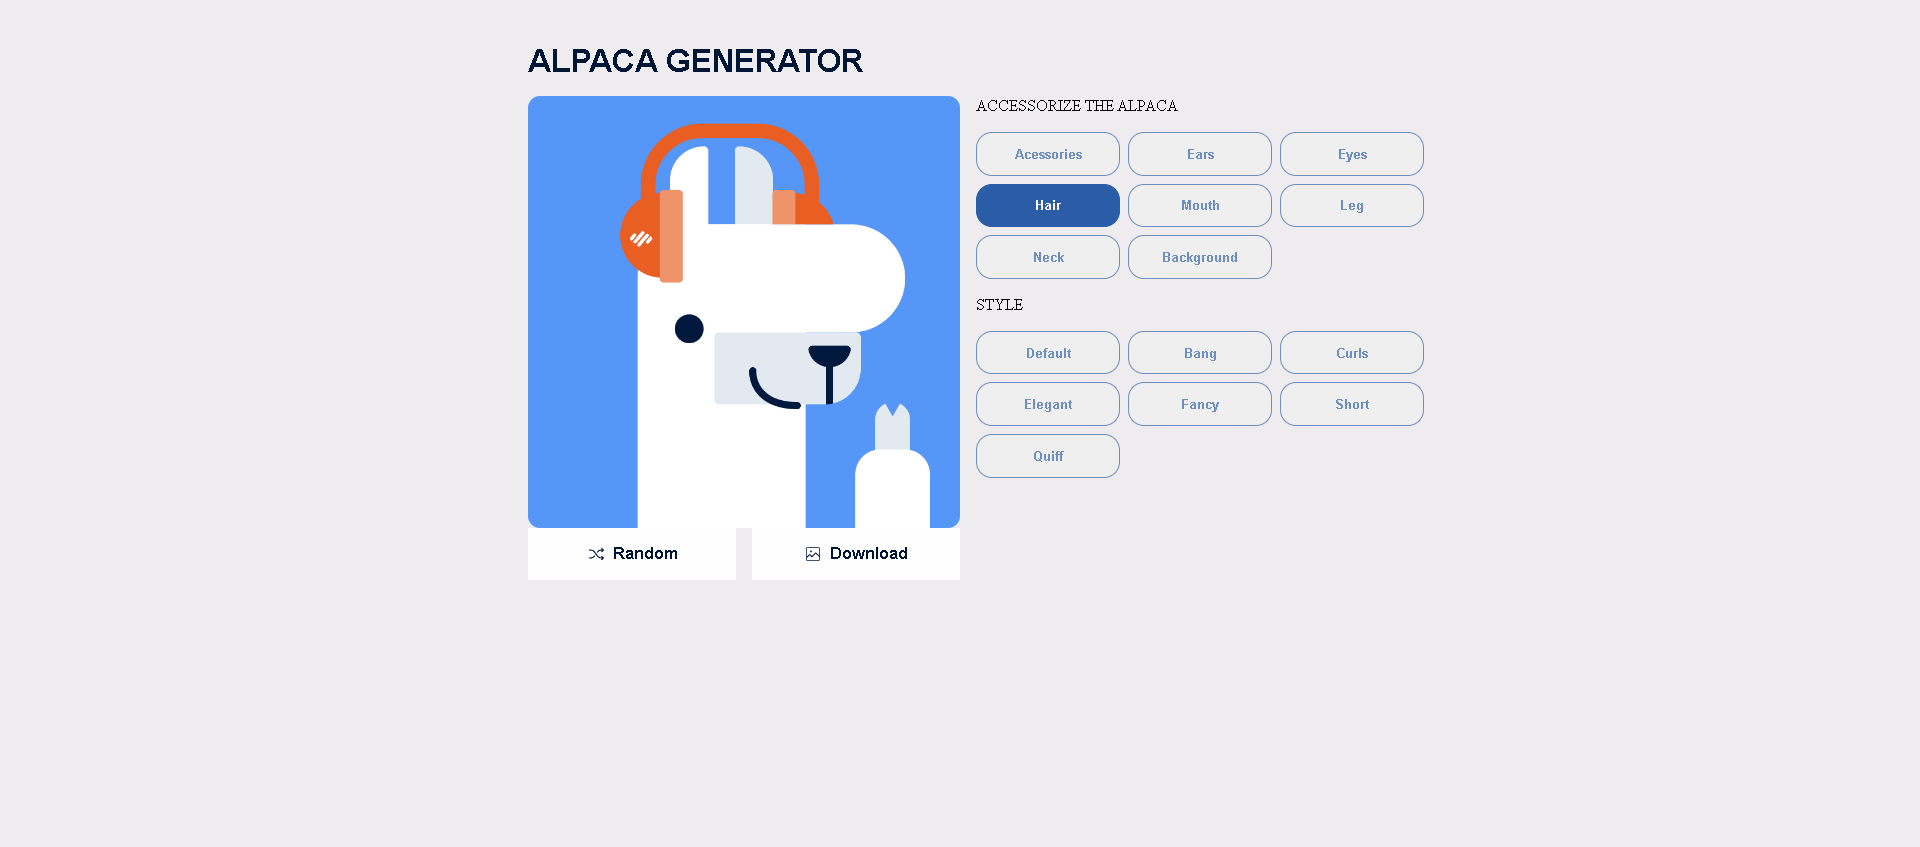 ALPACA GENERATOR
ACCESSORIZE THE ALPACA
Acessories Ears Eyes
Hair Mouth Leg
Neck Background
STYLE
Default Bang Curls
Elegant Fancy Short
Quiff
Random Download